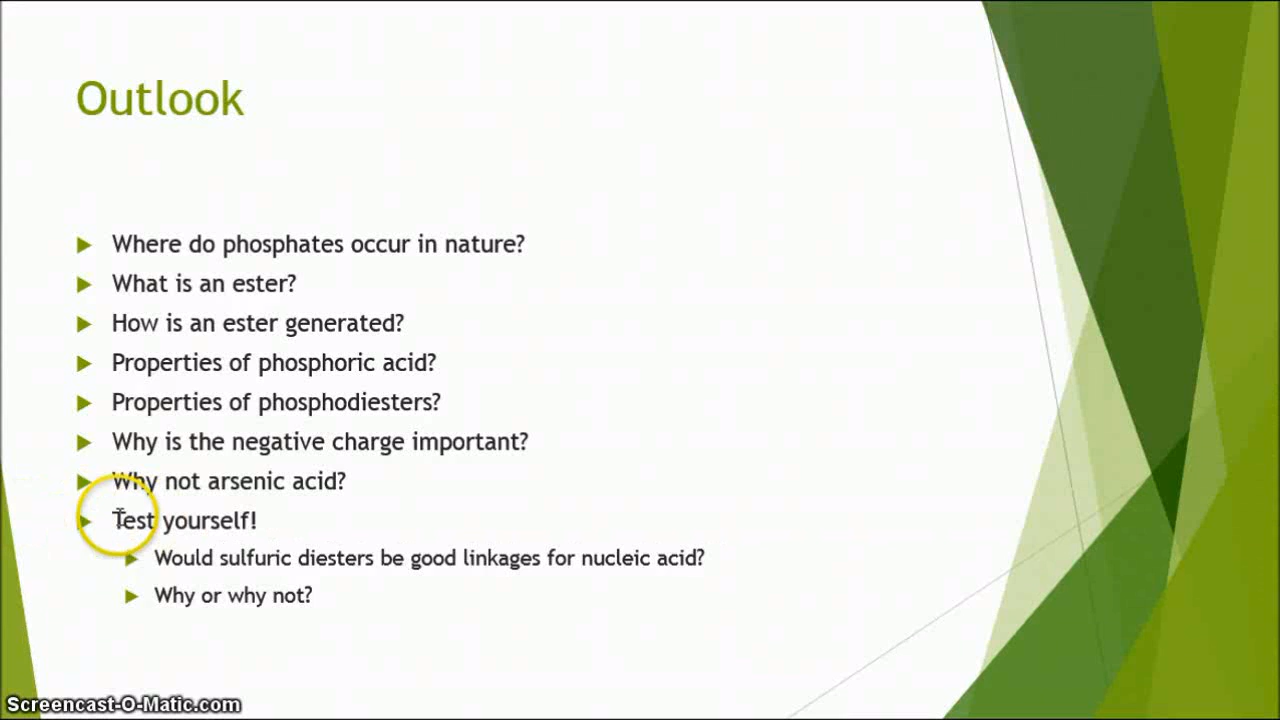 Outlook
Where do phosphates occur in nature?
What is an ester?
How is an ester generated?
Properties of phosphoric acid?
Properties of phosphodiesters?
Why is the negative charge important?
Why not arsenic acid?
Test yourself!
Would sulfuric diesters be good linkages for nucleic acid?
Why or why not?
Screencast-O-Matic.com